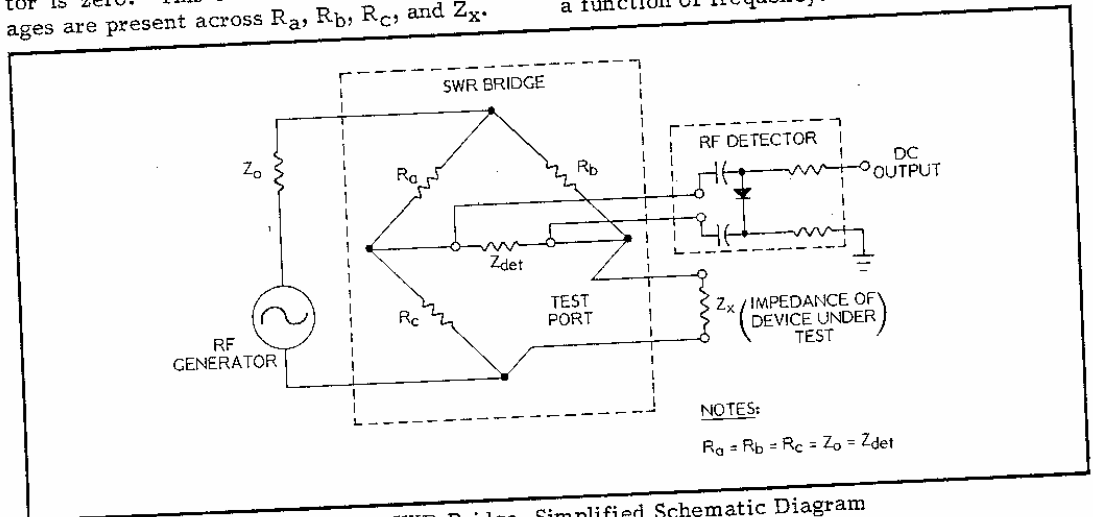 tor is zero.
ages are present across Ra, Rb, Rc, and Zx.
a function of frequency.
SWR BRIDGE
RF DETECTOR
DC
OUTPUT
Zo
Ra
Rb
Zdet
Rc
TEST
PORT
Zx (IMPEDANCE OF
DEVICE UNDER
TEST)
RF
GENERATOR
NOTES:
Ra = Rb = Rc = Zo = Zdet
Bridge, Simplified Schematic Diagram